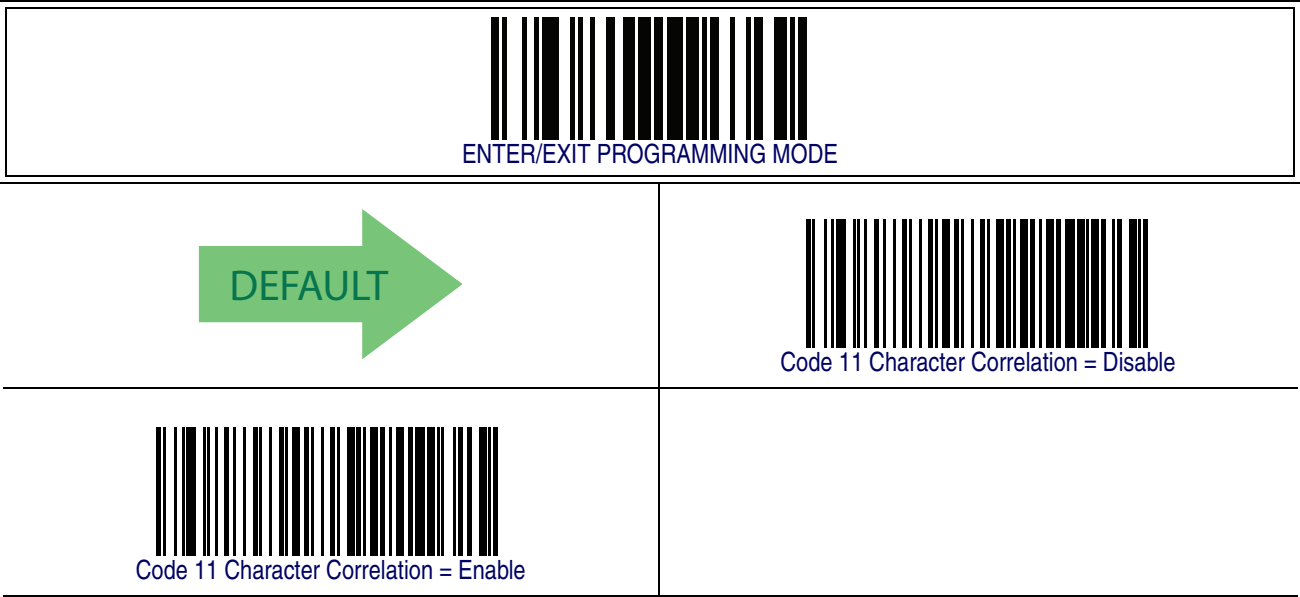 ENTER/EXIT PROGRAMMING MODE
DEFAULT
Code 11 Character Correlation = Disable
Code 11 Character Correlation = Enable